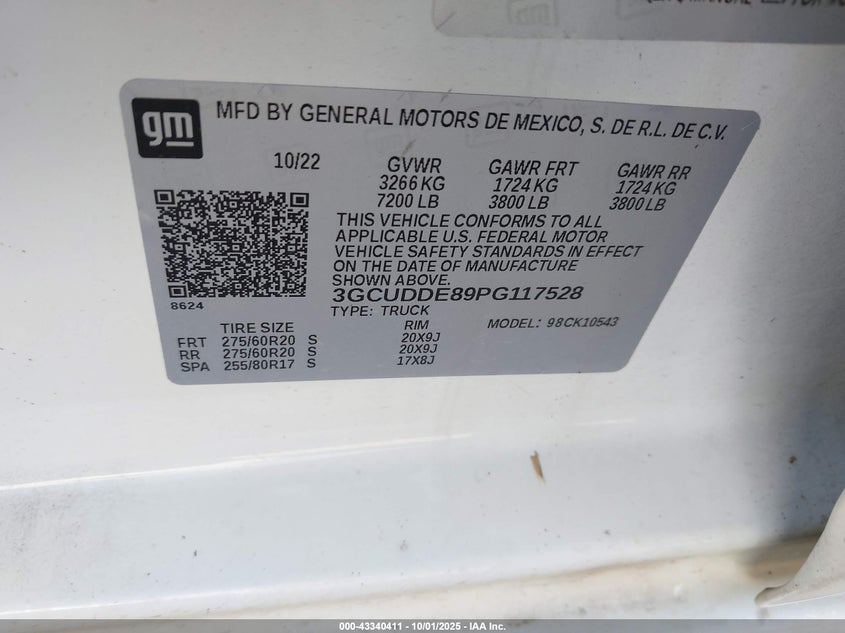 gm
MFD BY GENERAL MOTORS DE MEXICO, S. DE R.L. DE C.V.
10/22 GVWR GAWR FRT GAWR RR
3266 KG 1724 KG 1724 KG
7200 LB 3800 LB 3800 LB
THIS VEHICLE CONFORMS TO ALL
APPLICABLE U.S. FEDERAL MOTOR
VEHICLE SAFETY STANDARDS IN EFFECT
ON THE DATE OF MANUFACTURE
SHOWN ABOVE.
8624
3GCUDDE89PG117528
TYPE: TRUCK MODEL: 98CK10543
TIRE SIZE RIM
FRT 275/60R20 S 20X9J
RR 275/60R20 S 20X9J
SPA 255/80R17 S 17X8J
000-43340411 - 10/01/2025 - IAA Inc.